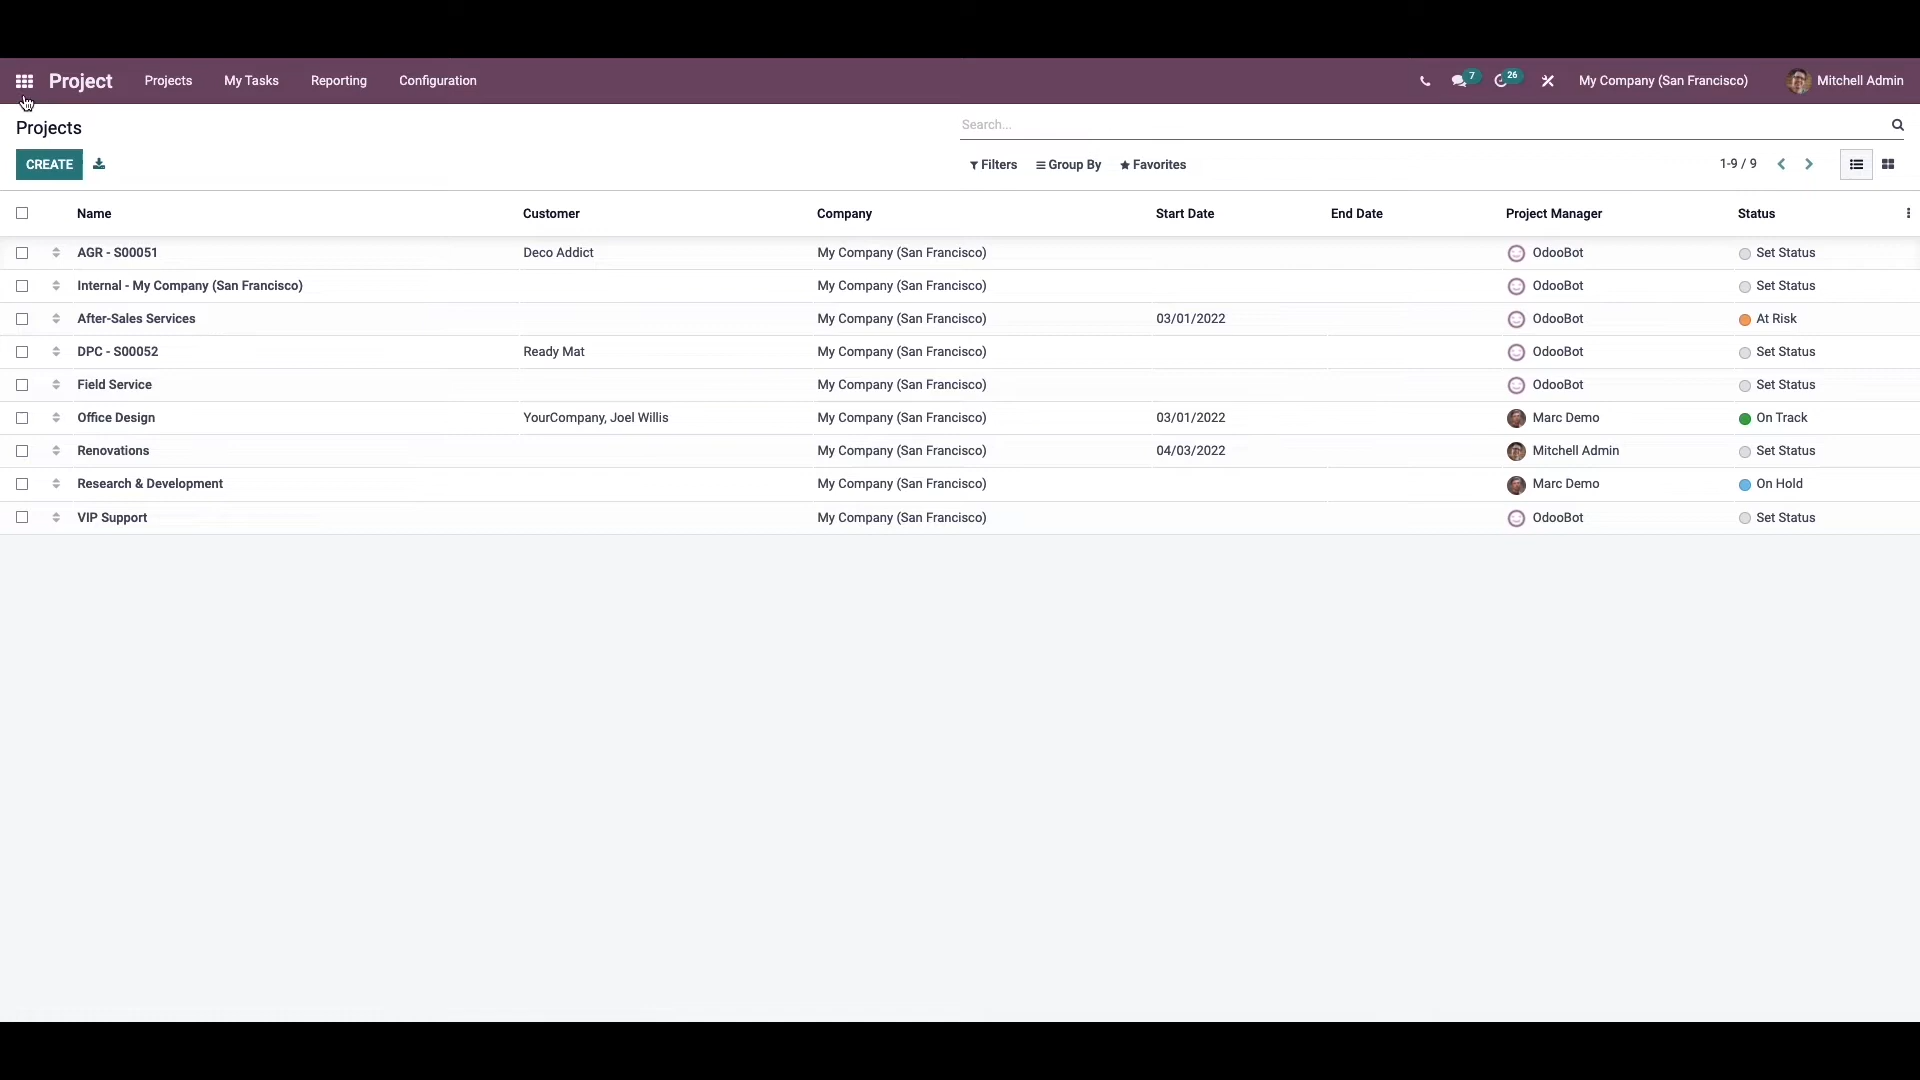 Project Projects My Tasks Reporting Configuration 7 26 My Company (San Francisco) Mitchell Admin
Projects Search...
CREATE Filters Group By Favorites 1-9 / 9
Name Customer Company Start Date End Date Project Manager Status
AGR - S00051 Deco Addict My Company (San Francisco) OdooBot Set Status
Internal - My Company (San Francisco) My Company (San Francisco) OdooBot Set Status
After-Sales Services My Company (San Francisco) 03/01/2022 OdooBot At Risk
DPC - S00052 Ready Mat My Company (San Francisco) OdooBot Set Status
Field Service My Company (San Francisco) OdooBot Set Status
Office Design YourCompany, Joel Willis My Company (San Francisco) 03/01/2022 Marc Demo On Track
Renovations My Company (San Francisco) 04/03/2022 Mitchell Admin Set Status
Research & Development My Company (San Francisco) Marc Demo On Hold
VIP Support My Company (San Francisco) OdooBot Set Status